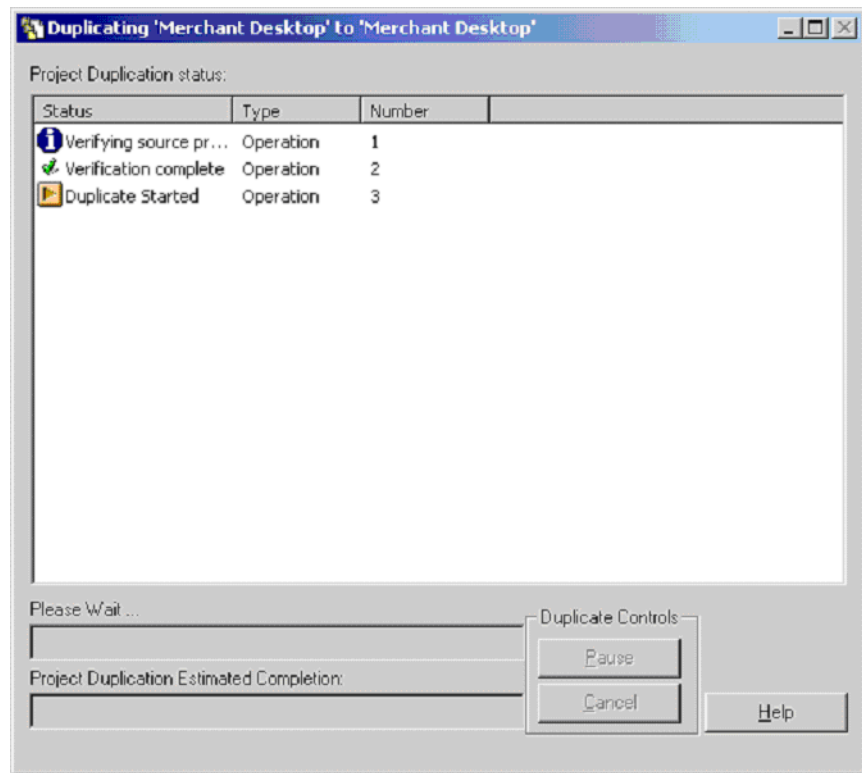 Duplicating 'Merchant Desktop' to 'Merchant Desktop'
Project Duplication status:
Status Type Number
Verifying source pr... Operation 1
Verification complete Operation 2
Duplicate Started Operation 3
Please Wait ...
Duplicate Controls
Pause
Project Duplication Estimated Completion:
Cancel
Help